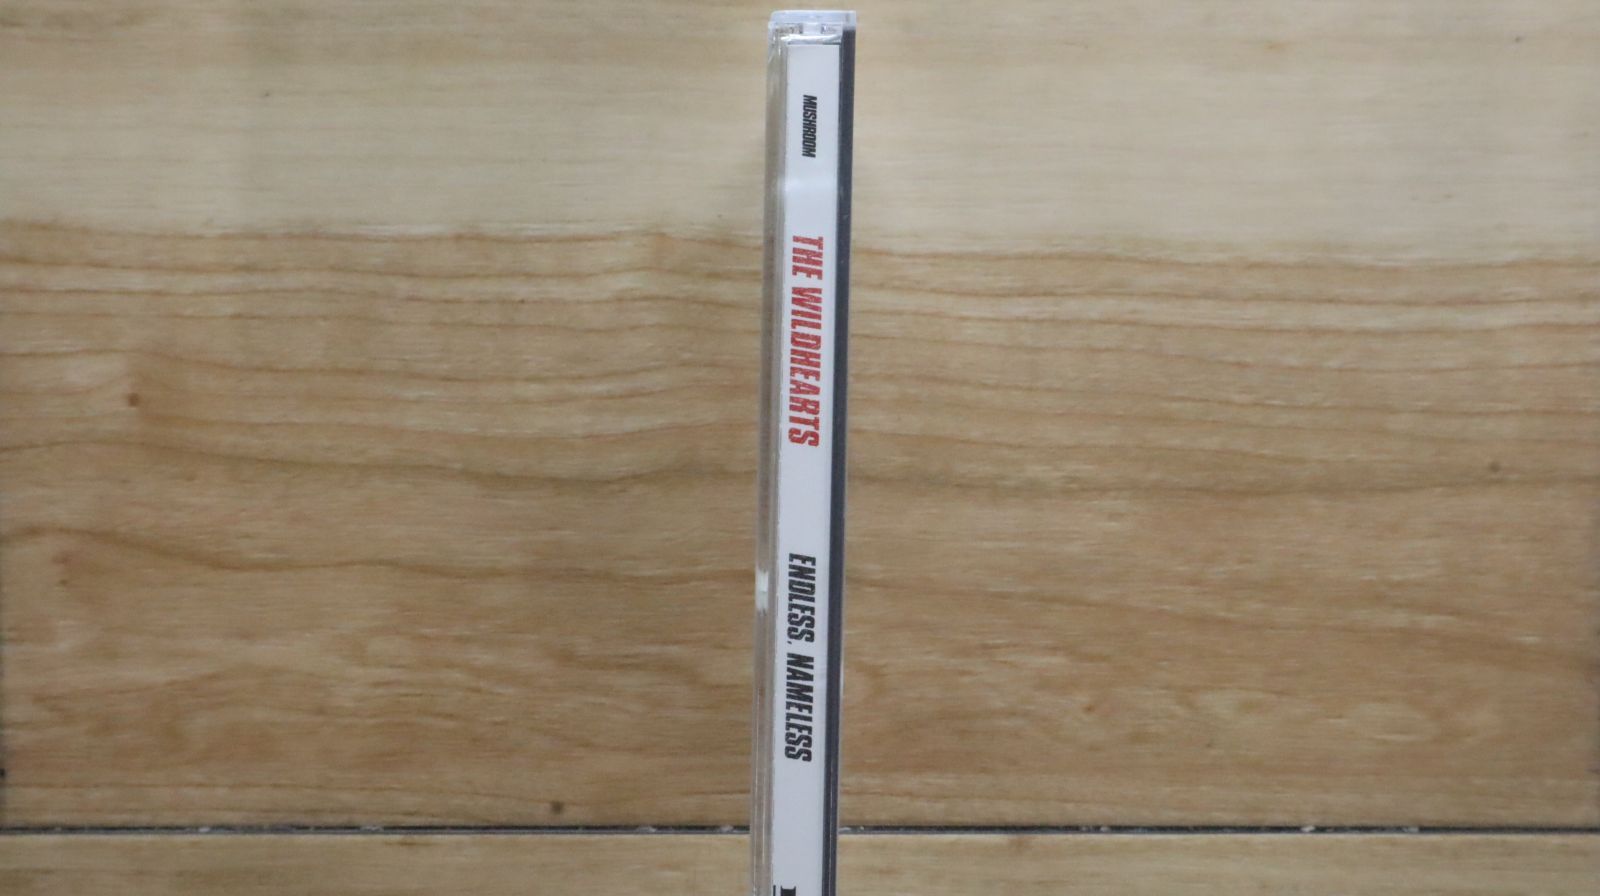 MUSHROOM
THE WILDHEARTS
ENDLESS, NAMELESS